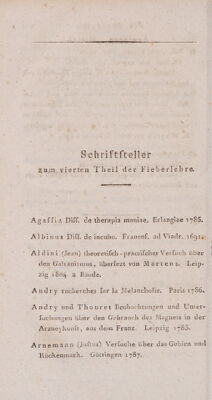 Schriftſteller
zum vierten Theil der Fieberlehre.
Agaſſiz Diſſ. de therapia maniae. Erlangiae 1785.
Albinus Diſſ. de incubo. Francof. ad Viadr. 1691.
Aldini (Jean) theoretiſch-practiſcher Verſuch über
den Galvanismus, überſezt von Martens. Leip-
zig 1804. 2 Bände.
Andry recherches ſur la Melancholie. Paris 1786.
Andry und Thouret Beobachtungen und Unter-
ſuchungen über den Gebrauch des Magnets in der
Arzneykunſt, aus dem Franz. Leipzig 1785.
Arnemann (Juſtus) Verſuche über das Gehirn und
Rückenmark. Göttingen 1787.